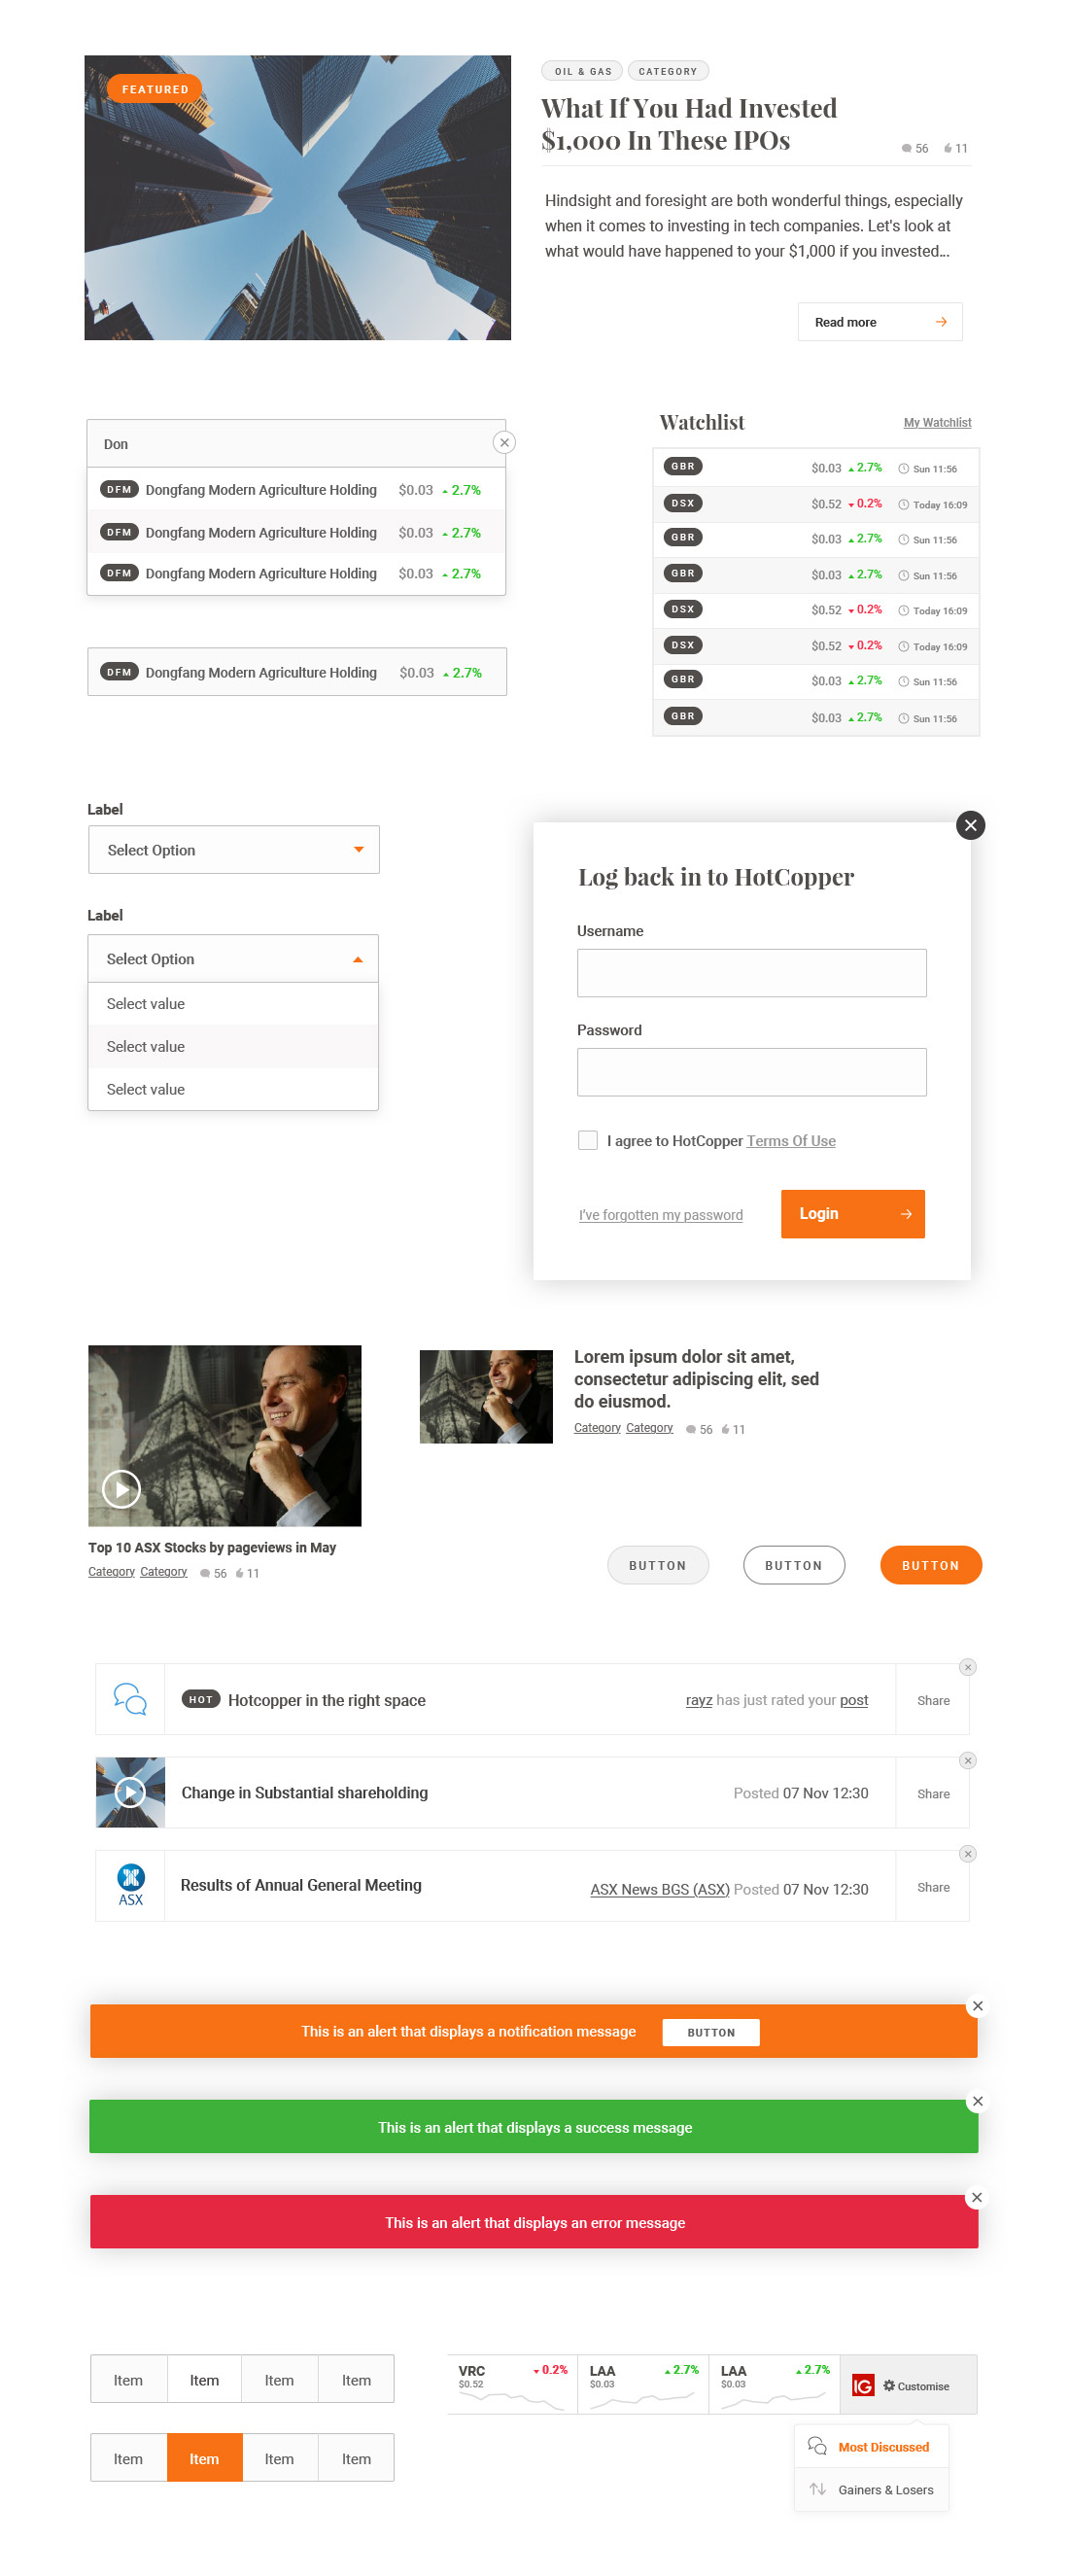 FEATURED
OIL & GAS CATEGORY
What If You Had Invested
$1,000 In These IPOs
56 11
Hindsight and foresight are both wonderful things, especially
when it comes to investing in tech companies. Let's look at
what would have happened to your $1,000 if you invested...
Read more
Don
DFM Dongfang Modern Agriculture Holding $0.03 2.7%
DFM Dongfang Modern Agriculture Holding $0.03 2.7%
DFM Dongfang Modern Agriculture Holding $0.03 2.7%
DFM Dongfang Modern Agriculture Holding $0.03 2.7%
Watchlist My Watchlist
GBR $0.03 2.7% Sun 11:56
DSX $0.52 0.2% Today 16:09
GBR $0.03 2.7% Sun 11:56
GBR $0.03 2.7% Sun 11:56
DSX $0.52 0.2% Today 16:09
DSX $0.52 0.2% Today 16:09
GBR $0.03 2.7% Sun 11:56
GBR $0.03 2.7% Sun 11:56
Label
Select Option
Label
Select Option
Select value
Select value
Select value
Log back in to HotCopper
Username
Password
I agree to HotCopper Terms Of Use
I've forgotten my password
Login
Top 10 ASX Stocks by pageviews in May
Category Category 56 11
Lorem ipsum dolor sit amet,
consectetur adipiscing elit, sed
do eiusmod.
Category Category 56 11
BUTTON BUTTON BUTTON
HOT Hotcopper in the right space rayz has just rated your post Share
Change in Substantial shareholding Posted 07 Nov 12:30 Share
ASX Results of Annual General Meeting ASX News BGS (ASX) Posted 07 Nov 12:30 Share
This is an alert that displays a notification message BUTTON
This is an alert that displays a success message
This is an alert that displays an error message
Item Item Item Item
Item Item Item Item
VRC 0.2% LAA 2.7% LAA 2.7%
$0.52 $0.03 $0.03
IG Customise
Most Discussed
Gainers & Losers